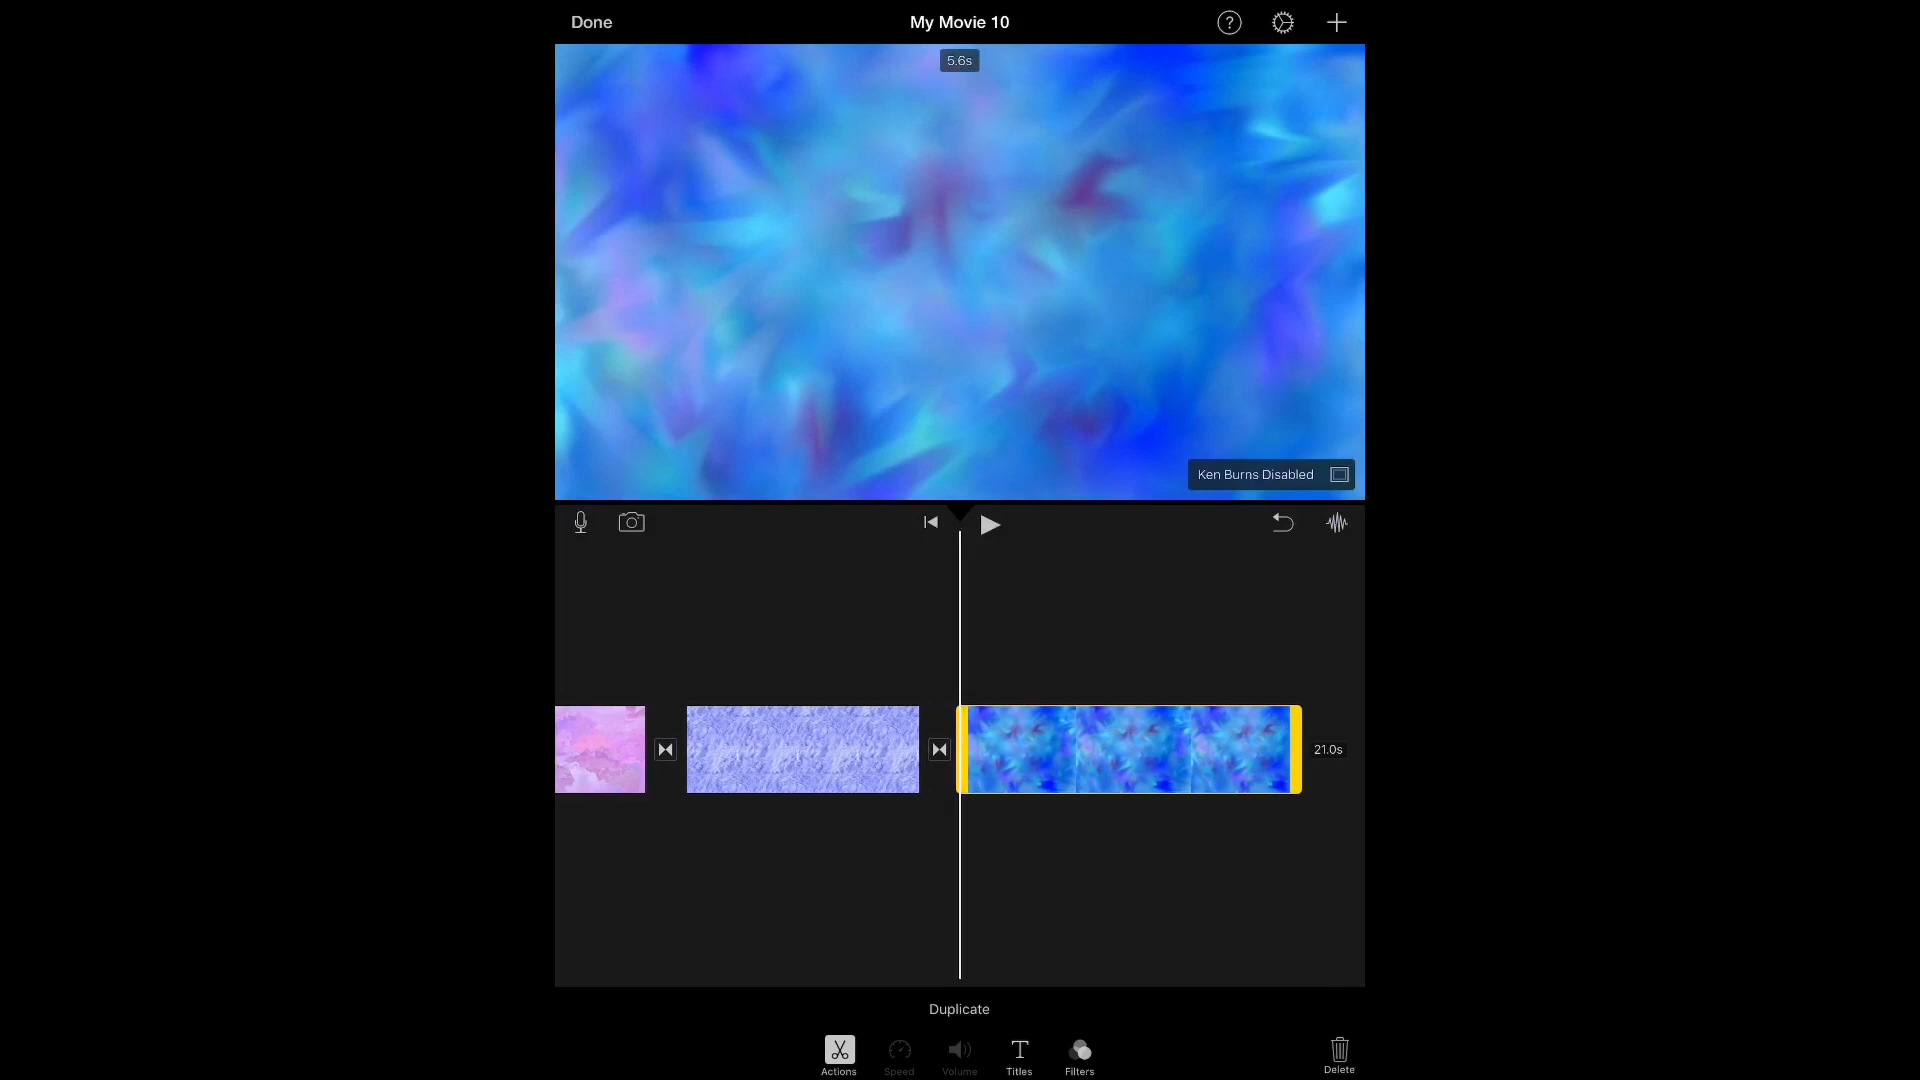 Done
My Movie 10
?
5.6s
Ken Burns Disabled
21.0s
Duplicate
Actions
Speed
Volume
Titles
Filters
Delete